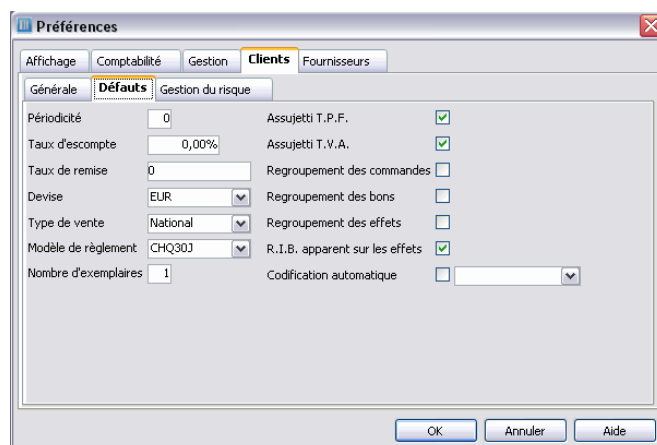 Préférences
Affichage Comptabilité Gestion Clients Fournisseurs
Générale Défauts Gestion du risque
Périodicité 0 Assujetti T.P.F.
Taux d'escompte 0,00% Assujetti T.V.A.
Taux de remise 0 Regroupement des commandes
Devise EUR Regroupement des bons
Type de vente National Regroupement des effets
Modèle de règlement CHQ30J R.I.B. apparent sur les effets
Nombre d'exemplaires 1 Codification automatique
OK Annuler Aide